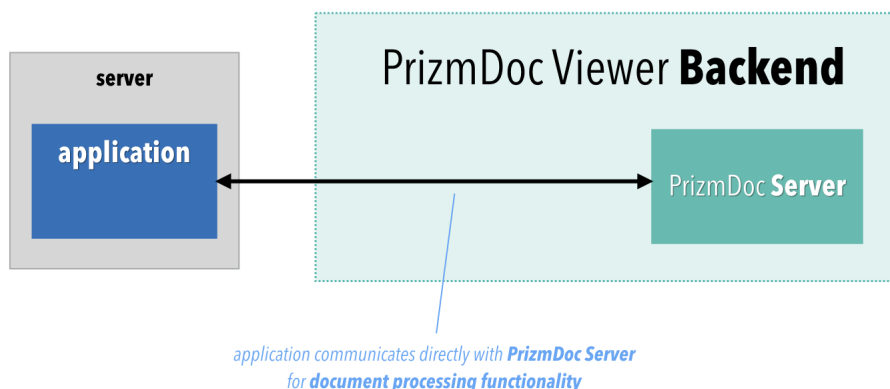 server
application
PrizmDoc Viewer Backend
PrizmDoc Server
application communicates directly with PrizmDoc Server
for document processing functionality